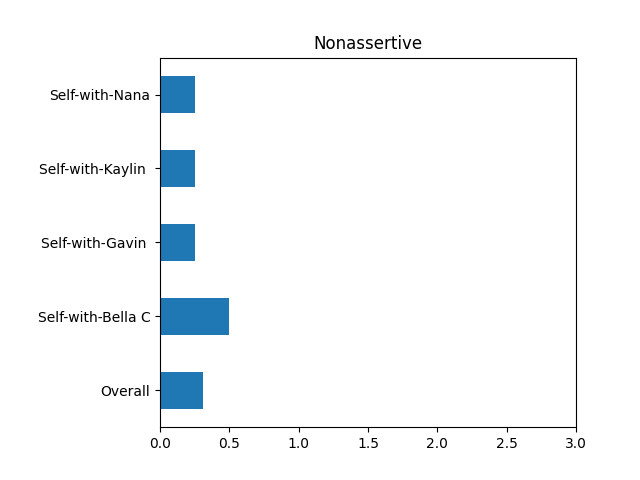 Nonassertive
Self-with-Nana
Self-with-Kaylin
Self-with-Gavin
Self-with-Bella C
Overall
0.0 0.5 1.0 1.5 2.0 2.5 3.0